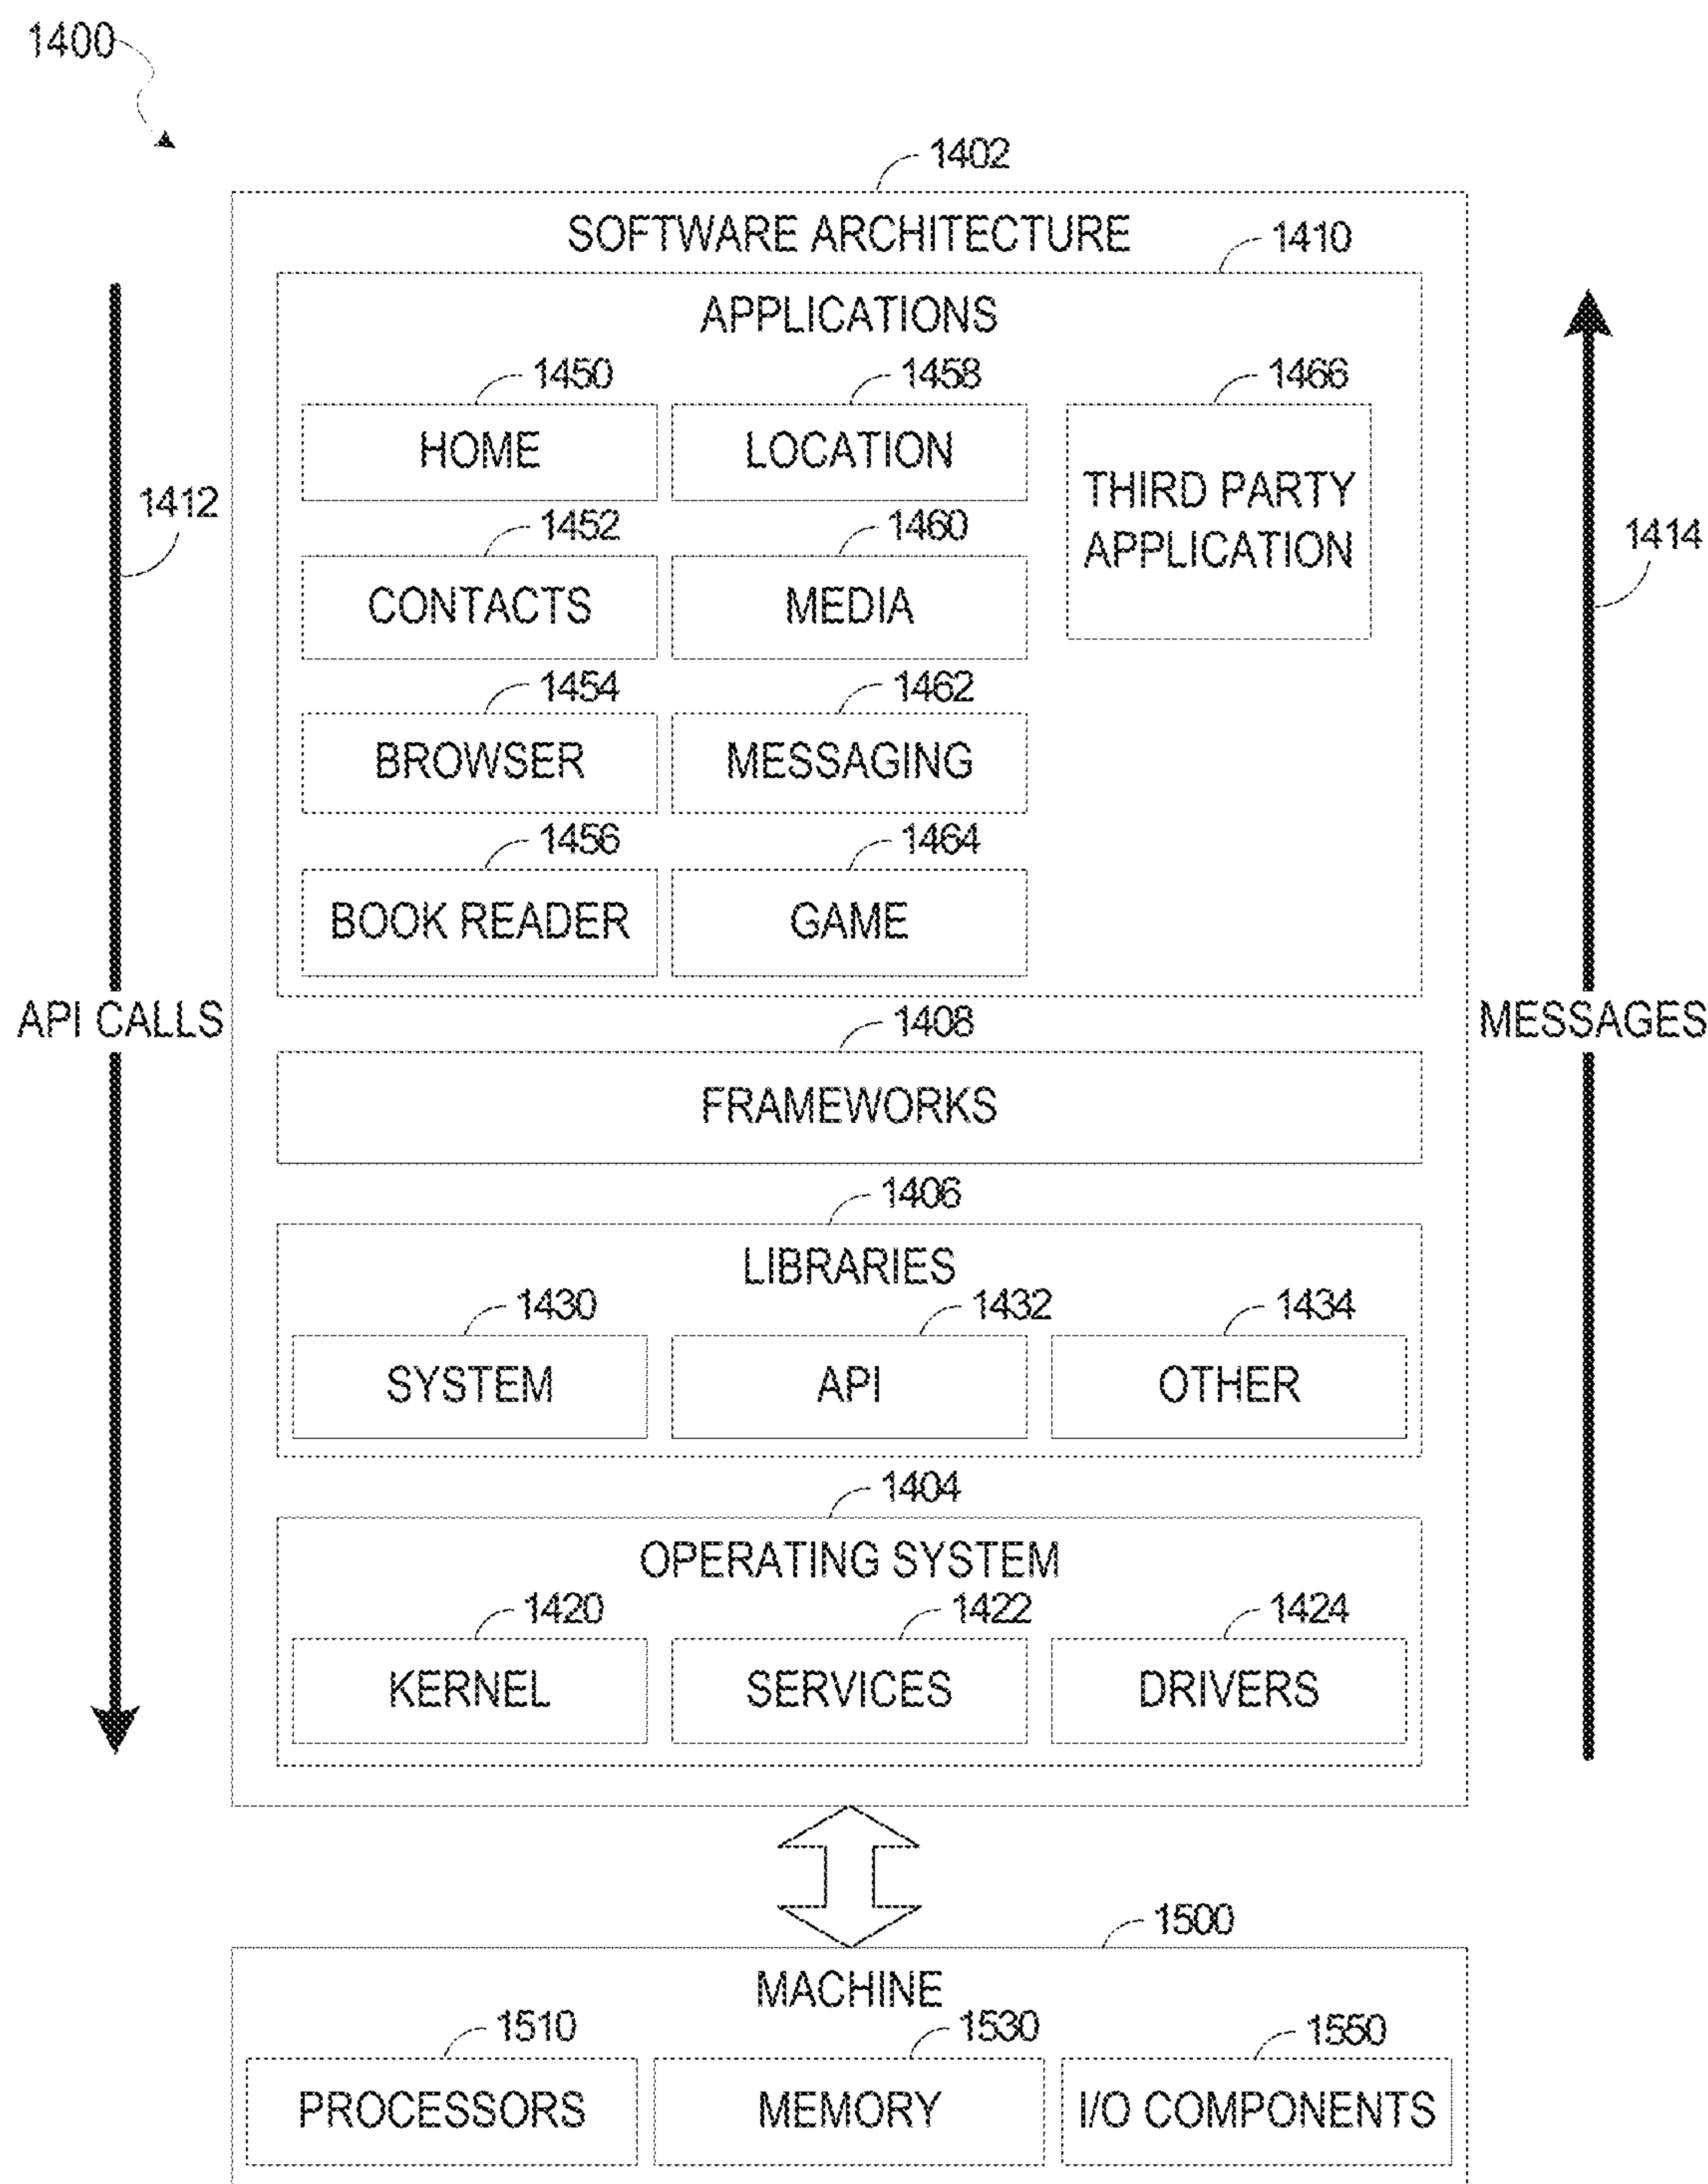 1400
1402
SOFTWARE ARCHITECTURE
1410
APPLICATIONS
1450
1458
1466
HOME
LOCATION
THIRD PARTY
APPLICATION
1412
1414
1452
1460
CONTACTS
MEDIA
1454
1462
BROWSER
MESSAGING
1456
1464
BOOK READER
GAME
API CALLS
MESSAGES
1408
FRAMEWORKS
1406
LIBRARIES
1430
1432
1434
SYSTEM
API
OTHER
1404
OPERATING SYSTEM
1420
1422
1424
KERNEL
SERVICES
DRIVERS
1500
MACHINE
1510
1530
1550
PROCESSORS
MEMORY
I/O COMPONENTS